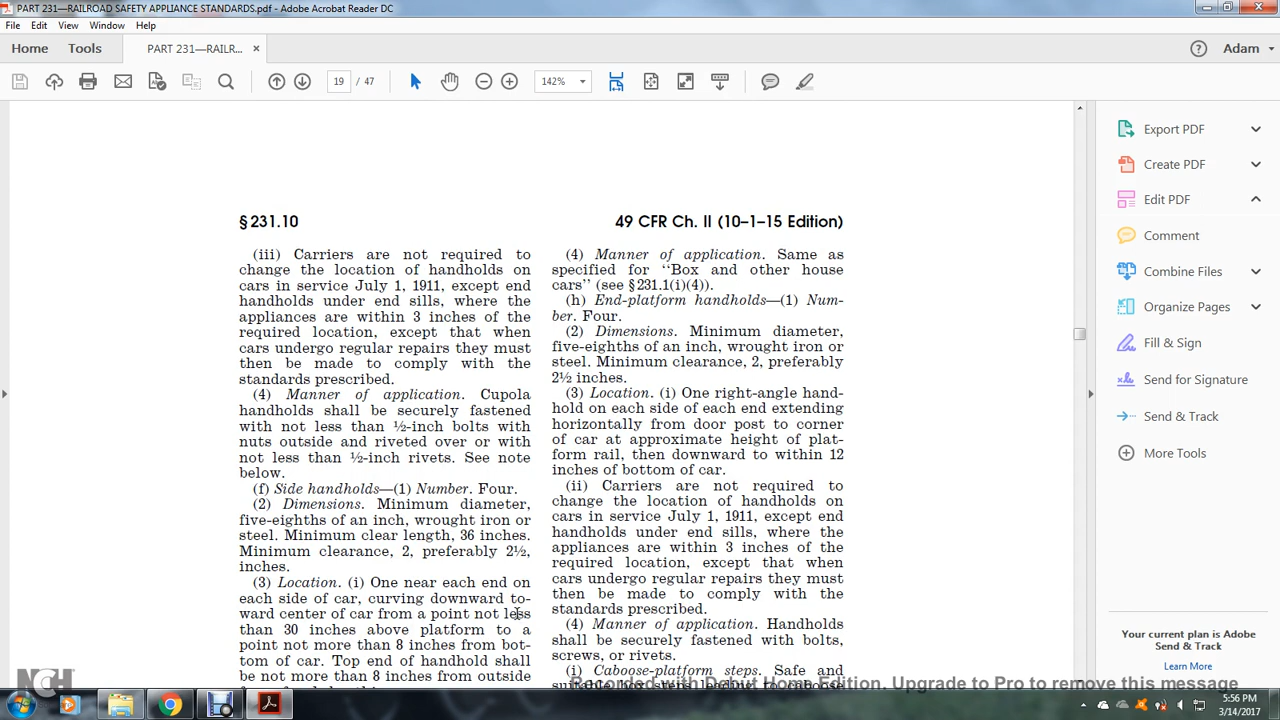 PART 231—RAILROAD SAFETY APPLIANCE STANDARDS.pdf - Adobe Acrobat Reader DC
File Edit View Window Help
Home Tools PART 231—RAILR... × Adam
19 / 47 142%
§ 231.10
49 CFR Ch. II (10–1–15 Edition)
(iii) Carriers are not required to
change the location of handholds on
cars in service July 1, 1911, except end
handholds under end sills, where the
appliances are within 3 inches of the
required location, except that when
cars undergo regular repairs they must
then be made to comply with the
standards prescribed.
(4) Manner of application. Cupola
handholds shall be securely fastened
with not less than ½-inch bolts with
nuts outside and riveted over or with
not less than ½-inch rivets. See note
below.
(f) Side handholds—(1) Number. Four.
(2) Dimensions. Minimum diameter,
five-eighths of an inch, wrought iron or
steel. Minimum clear length, 36 inches.
Minimum clearance, 2, preferably 2½,
inches.
(3) Location. (i) One near each end on
each side of car, curving downward to-
ward center of car from a point not less
than 30 inches above platform to a
point not more than 8 inches from bot-
tom of car. Top end of handhold shall
be not more than 8 inches from outside
(4) Manner of application. Same as
specified for ‘‘Box and other house
cars’’ (see § 231.1(i)(4)).
(h) End-platform handholds—(1) Num-
ber. Four.
(2) Dimensions. Minimum diameter,
five-eighths of an inch, wrought iron or
steel. Minimum clearance, 2, preferably
2½ inches.
(3) Location. (i) One right-angle hand-
hold on each side of each end extending
horizontally from door post to corner
of car at approximate height of plat-
form rail, then downward to within 12
inches of bottom of car.
(ii) Carriers are not required to
change the location of handholds on
cars in service July 1, 1911, except end
handholds under end sills, where the
appliances are within 3 inches of the
required location, except that when
cars undergo regular repairs they must
then be made to comply with the
standards prescribed.
(4) Manner of application. Handholds
shall be securely fastened with bolts,
screws, or rivets.
(i) Caboose-platform steps. Safe and
Export PDF
Create PDF
Edit PDF
Comment
Combine Files
Organize Pages
Fill & Sign
Send for Signature
Send & Track
More Tools
Your current plan is Adobe
Send & Track
Learn More
NCH
Recorded with Debut Home Edition. Upgrade to Pro to remove this message
5:56 PM
3/14/2017